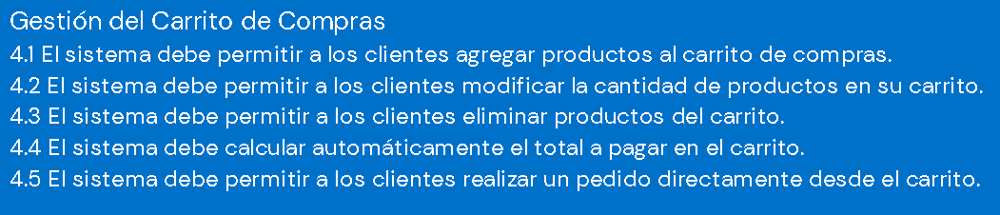 Gestión del Carrito de Compras
4.1 El sistema debe permitir a los clientes agregar productos al carrito de compras.
4.2 El sistema debe permitir a los clientes modificar la cantidad de productos en su carrito.
4.3 El sistema debe permitir a los clientes eliminar productos del carrito.
4.4 El sistema debe calcular automáticamente el total a pagar en el carrito.
4.5 El sistema debe permitir a los clientes realizar un pedido directamente desde el carrito.